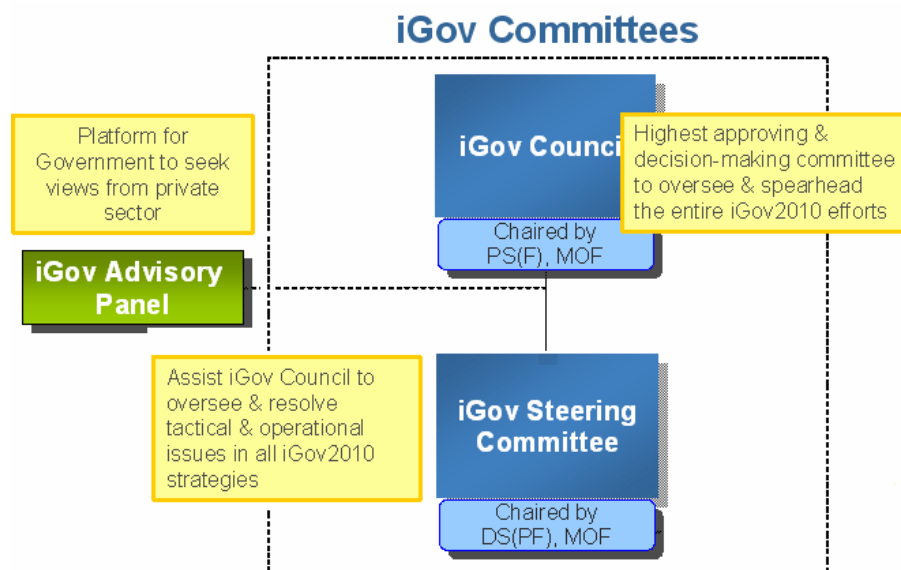 iGov Committees
Platform for
Government to seek
views from private
sector
iGov Counci
Highest approving &
decision-making committee
to oversee & spearhead
the entire iGov2010 efforts
Chaired by
PS(F), MOF
iGov Advisory
Panel
Assist iGov Council to
oversee & resolve
tactical & operational
issues in all iGov2010
strategies
iGov Steering
Committee
Chaired by
DS(PF), MOF